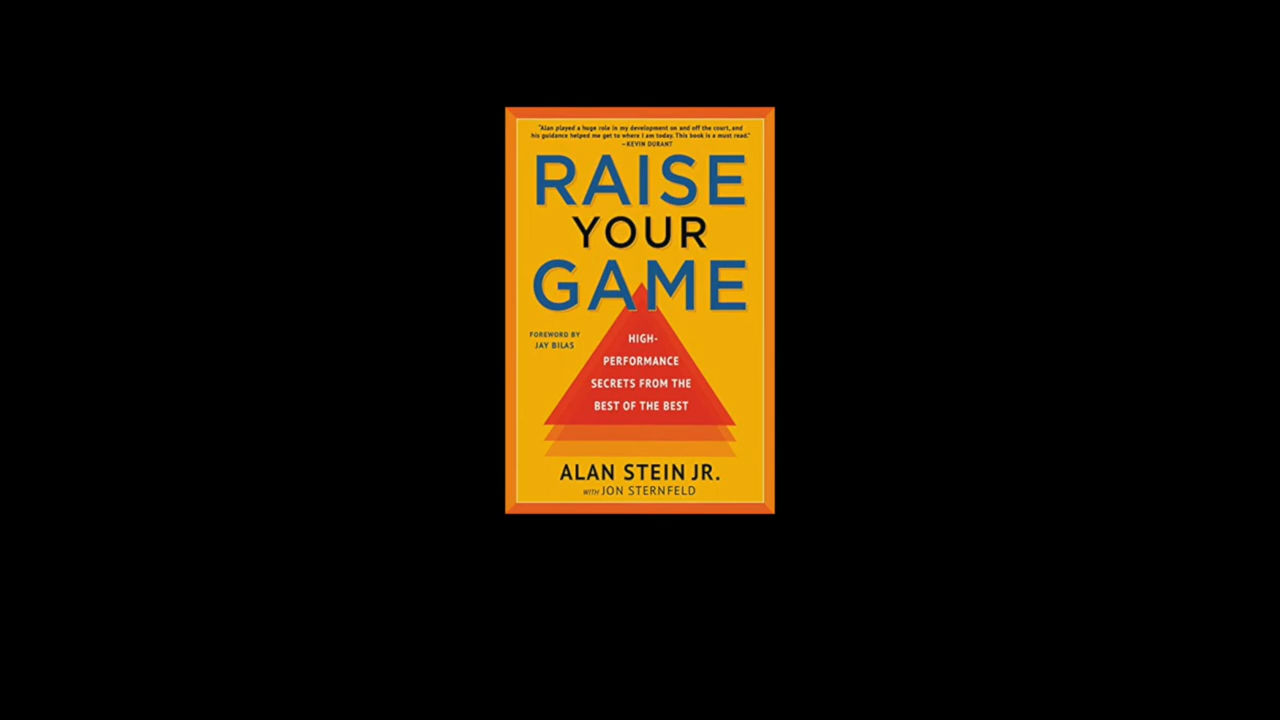 "Alan played a huge role in my development on and off the court, and
his guidance helped me get to where I am today. This book is a must read."
—KEVIN DURANT
RAISE
YOUR
GAME
FOREWORD BY
JAY BILAS
HIGH-
PERFORMANCE
SECRETS FROM THE
BEST OF THE BEST
ALAN STEIN JR.
WITH JON STERNFELD